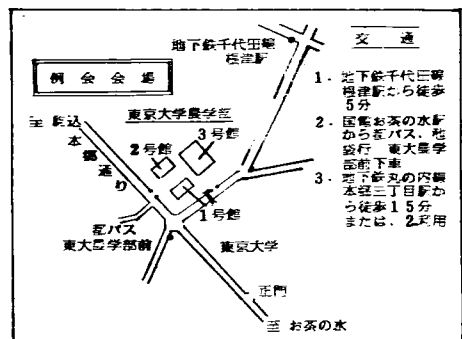 例会会場
地下鉄千代田線
根津駅
東京大学農学部
3号館
2号館
1号館
至 駒込
本郷通り
都バス
東大農学部前
東京大学
正門
至 お茶の水
交 通
1. 地下鉄千代田線
根津駅から徒歩
5分
2. 国鉄お茶の水駅
から都バス、
行 東大農学
部前下車
3. 地下鉄丸の内線
本郷三丁目駅か
ら徒歩15分
または、2利用